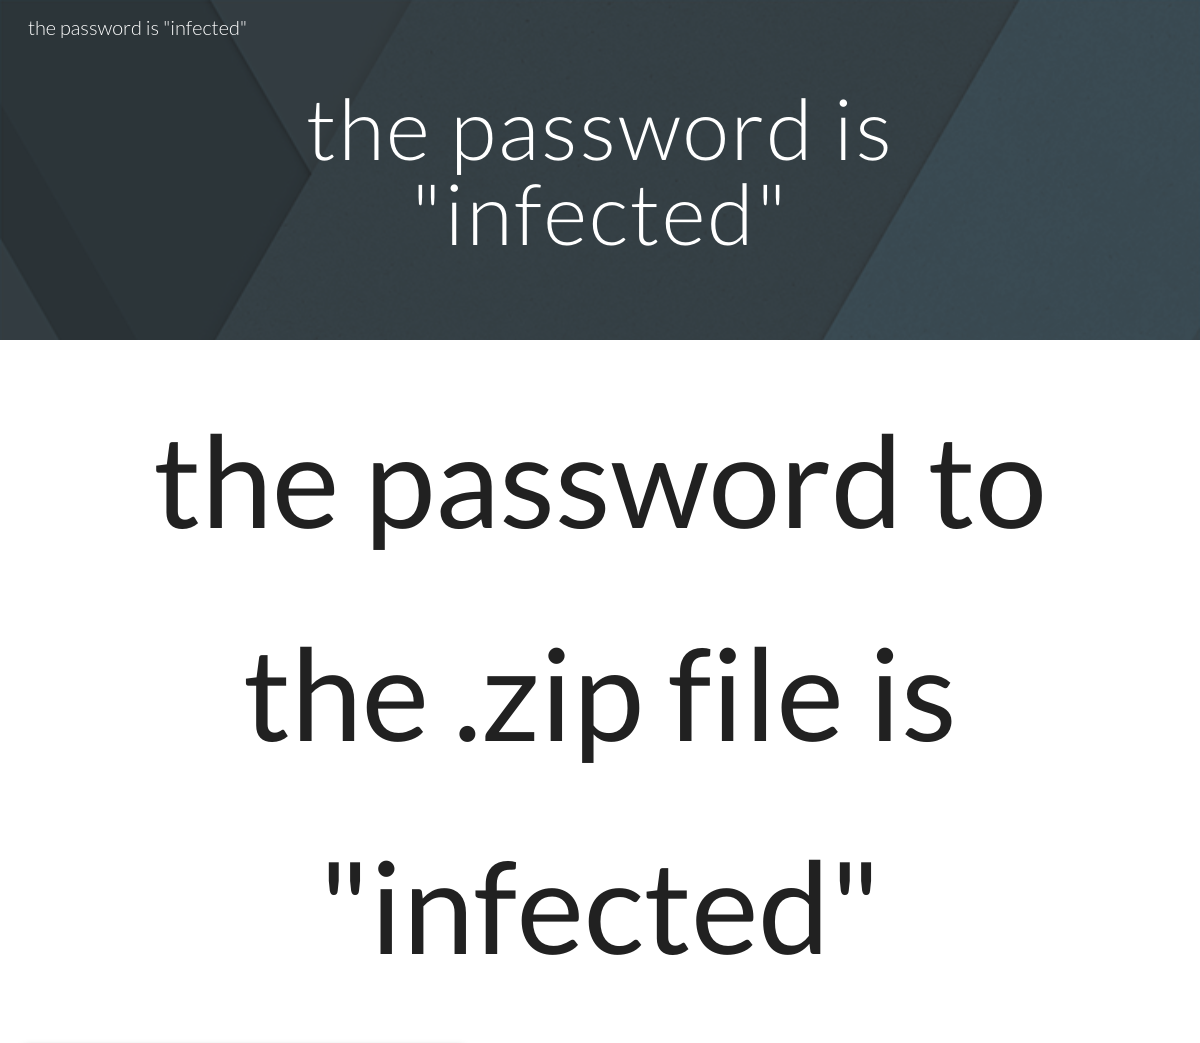 the password is "infected"
the password is
"infected"
the password to
the .zip file is
"infected"